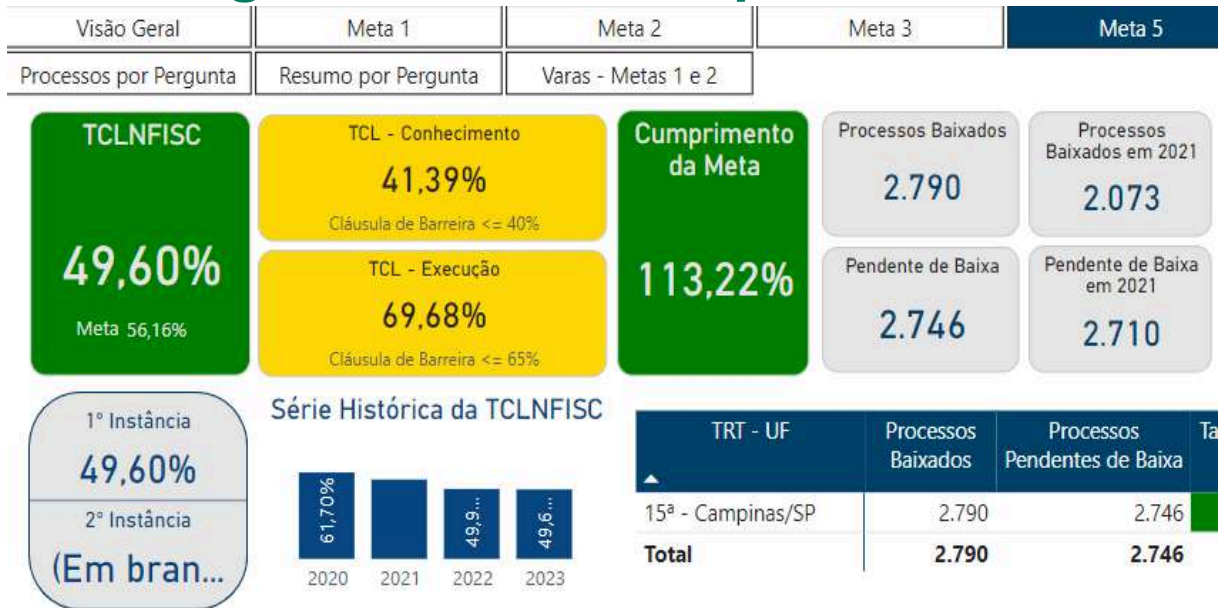 Visão Geral
Meta 1
Meta 2
Meta 3
Meta 5
Processos por Pergunta
Resumo por Pergunta
Varas - Metas 1 e 2
TCLNFISC
49,60%
Meta 56,16%
TCL - Conhecimento
41,39%
Cláusula de Barreira <= 40%
TCL - Execução
69,68%
Cláusula de Barreira <= 65%
Cumprimento
da Meta
113,22%
Processos Baixados
2.790
Processos
Baixados em 2021
2.073
Pendente de Baixa
2.746
Pendente de Baixa
em 2021
2.710
1º Instância
49,60%
2º Instância
(Em bran...
Série Histórica da TCLNFISC
61,70%
49,9...
49,6...
2020 2021 2022 2023
TRT - UF Processos Processos Ta
Baixados Pendentes de Baixa
15ª - Campinas/SP 2.790 2.746
Total 2.790 2.746